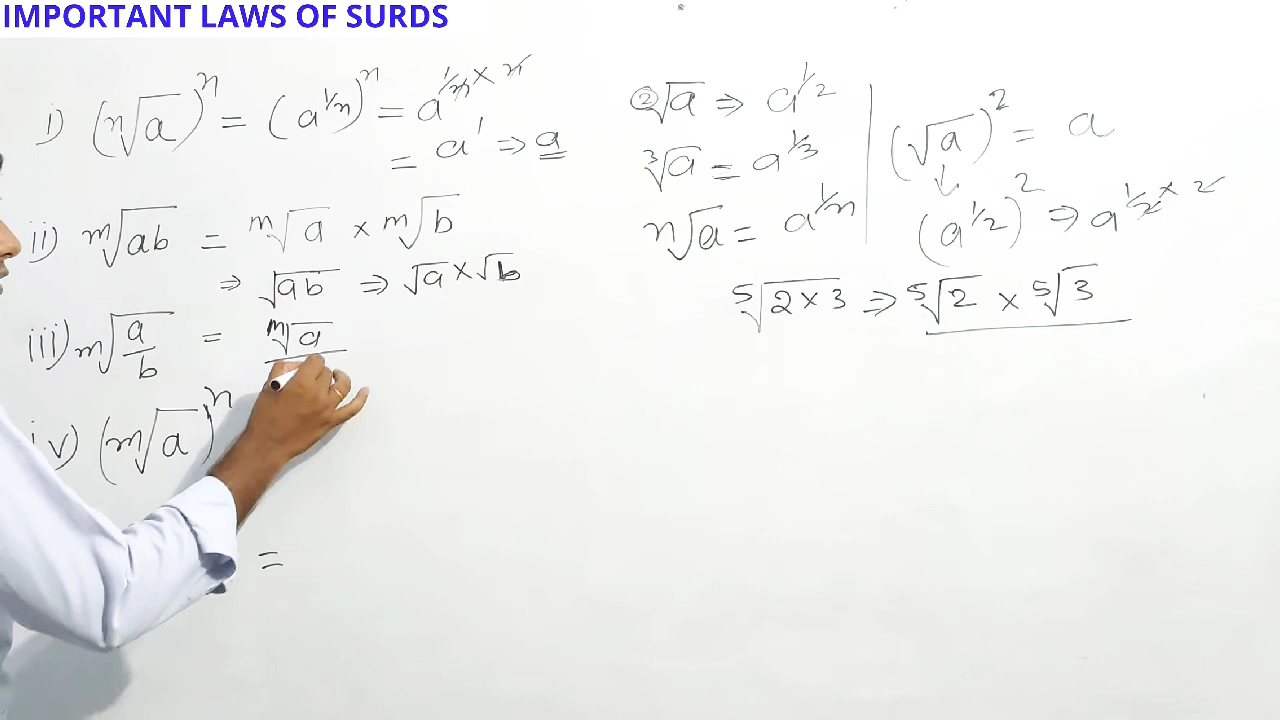 IMPORTANT LAWS OF SURDS
i) (ⁿ√a)ⁿ = (a^1/n)ⁿ = a^1/n × n
= a¹ ⇒ a
ii) ᵐ√ab = ᵐ√a × ᵐ√b
⇒ √ab ⇒ √a × √b
iii) ᵐ√a/b = ᵐ√a
iv) (ᵐ√a)ⁿ
=
②√a ⇒ a^1/2
³√a = a^1/3
ⁿ√a = a^1/n
(√a)² = a
↓
(a^1/2)² ⇒ a^1/2 × 2
⁵√2 × 3 ⇒ ⁵√2 × ⁵√3